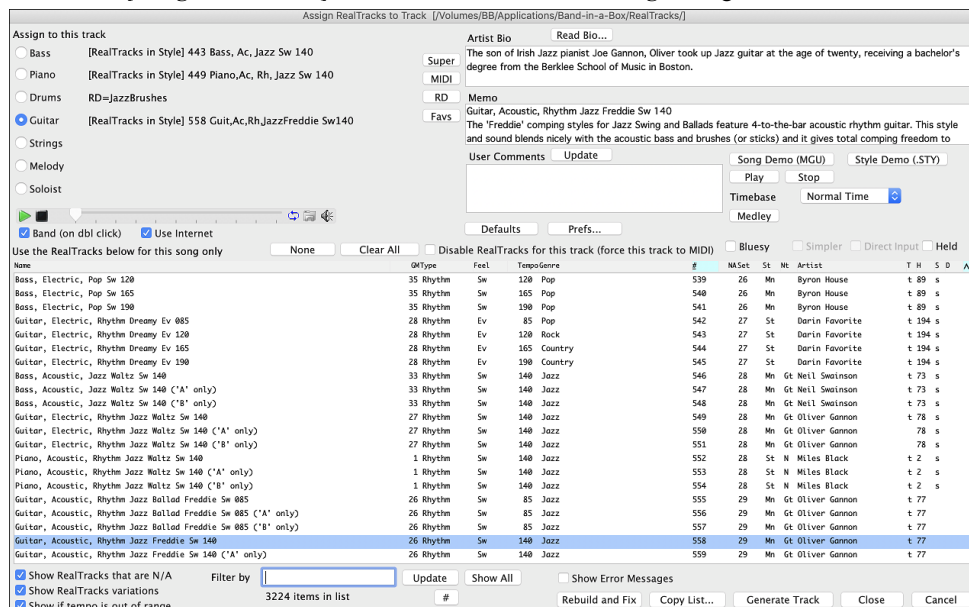 Assign RealTracks to Track [/Volumes/BB/Applications/Band-in-a-Box/RealTracks/]
Assign to this track
Bass [RealTracks in Style] 443 Bass, Ac, Jazz Sw 140
Piano [RealTracks in Style] 449 Piano,Ac, Rh, Jazz Sw 140
Drums RD=JazzBrushes
Guitar [RealTracks in Style] 558 Guit,Ac,Rh,JazzFreddie Sw140
Strings
Melody
Soloist
Super
MIDI
RD
Favs
Artist Bio Read Bio...
The son of Irish Jazz pianist Joe Gannon, Oliver took up Jazz guitar at the age of twenty, receiving a bachelor's
degree from the Berklee School of Music in Boston.
Memo
Guitar, Acoustic, Rhythm Jazz Freddie Sw 140
The 'Freddie' comping styles for Jazz Swing and Ballads feature 4-to-the-bar acoustic rhythm guitar. This style
and sound blends nicely with the acoustic bass and brushes (or sticks) and it gives total comping freedom to
User Comments Update
Song Demo (MGU) Style Demo (.STY)
Play Stop
Timebase Normal Time
Medley
Band (on dbl click) Use Internet
Defaults Prefs...
Use the RealTracks below for this song only None Clear All Disable RealTracks for this track (force this track to MIDI) Bluesy Simpler Direct Input Held
Name GMType Feel TempoGenre # NASet St Nt Artist T H S D
Bass, Electric, Pop Sw 120 35 Rhythm Sw 120 Pop 539 26 Mn Byron House t 89 s
Bass, Electric, Pop Sw 165 35 Rhythm Sw 165 Pop 540 26 Mn Byron House t 89 s
Bass, Electric, Pop Sw 190 35 Rhythm Sw 190 Pop 541 26 Mn Byron House t 89 s
Guitar, Electric, Rhythm Dreamy Ev 085 28 Rhythm Ev 85 Pop 542 27 St Darin Favorite t 194 s
Guitar, Electric, Rhythm Dreamy Ev 120 28 Rhythm Ev 120 Rock 543 27 St Darin Favorite t 194 s
Guitar, Electric, Rhythm Dreamy Ev 165 28 Rhythm Ev 165 Country 544 27 St Darin Favorite t 194 s
Guitar, Electric, Rhythm Dreamy Ev 190 28 Rhythm Ev 190 Country 545 27 St Darin Favorite t 194 s
Bass, Acoustic, Jazz Waltz Sw 140 33 Rhythm Sw 140 Jazz 546 28 Mn Gt Neil Swainson t 73 s
Bass, Acoustic, Jazz Waltz Sw 140 ('A' only) 33 Rhythm Sw 140 Jazz 547 28 Mn Gt Neil Swainson t 73 s
Bass, Acoustic, Jazz Waltz Sw 140 ('B' only) 33 Rhythm Sw 140 Jazz 548 28 Mn Gt Neil Swainson t 73 s
Guitar, Electric, Rhythm Jazz Waltz Sw 140 27 Rhythm Sw 140 Jazz 549 28 Mn Gt Oliver Gannon t 78 s
Guitar, Electric, Rhythm Jazz Waltz Sw 140 ('A' only) 27 Rhythm Sw 140 Jazz 550 28 Mn Gt Oliver Gannon 78 s
Guitar, Electric, Rhythm Jazz Waltz Sw 140 ('B' only) 27 Rhythm Sw 140 Jazz 551 28 Mn Gt Oliver Gannon 78 s
Piano, Acoustic, Rhythm Jazz Waltz Sw 140 1 Rhythm Sw 140 Jazz 552 28 St N Miles Black t 2 s
Piano, Acoustic, Rhythm Jazz Waltz Sw 140 ('A' only) 1 Rhythm Sw 140 Jazz 553 28 St N Miles Black t 2 s
Piano, Acoustic, Rhythm Jazz Waltz Sw 140 ('B' only) 1 Rhythm Sw 140 Jazz 554 28 St N Miles Black t 2 s
Guitar, Acoustic, Rhythm Jazz Ballad Freddie Sw 085 26 Rhythm Sw 85 Jazz 555 29 Mn Gt Oliver Gannon t 77
Guitar, Acoustic, Rhythm Jazz Ballad Freddie Sw 085 ('A' only) 26 Rhythm Sw 85 Jazz 556 29 Mn Gt Oliver Gannon t 77
Guitar, Acoustic, Rhythm Jazz Ballad Freddie Sw 085 ('B' only) 26 Rhythm Sw 85 Jazz 557 29 Mn Gt Oliver Gannon t 77
Guitar, Acoustic, Rhythm Jazz Freddie Sw 140 26 Rhythm Sw 140 Jazz 558 29 Mn Gt Oliver Gannon t 77
Guitar, Acoustic, Rhythm Jazz Freddie Sw 140 ('A' only) 26 Rhythm Sw 140 Jazz 559 29 Mn Gt Oliver Gannon t 77
Show RealTracks that are N/A Filter by Update Show All Show Error Messages
Show RealTracks variations 3224 items in list # Rebuild and Fix Copy List... Generate Track Close Cancel
Show if tempo is out of range